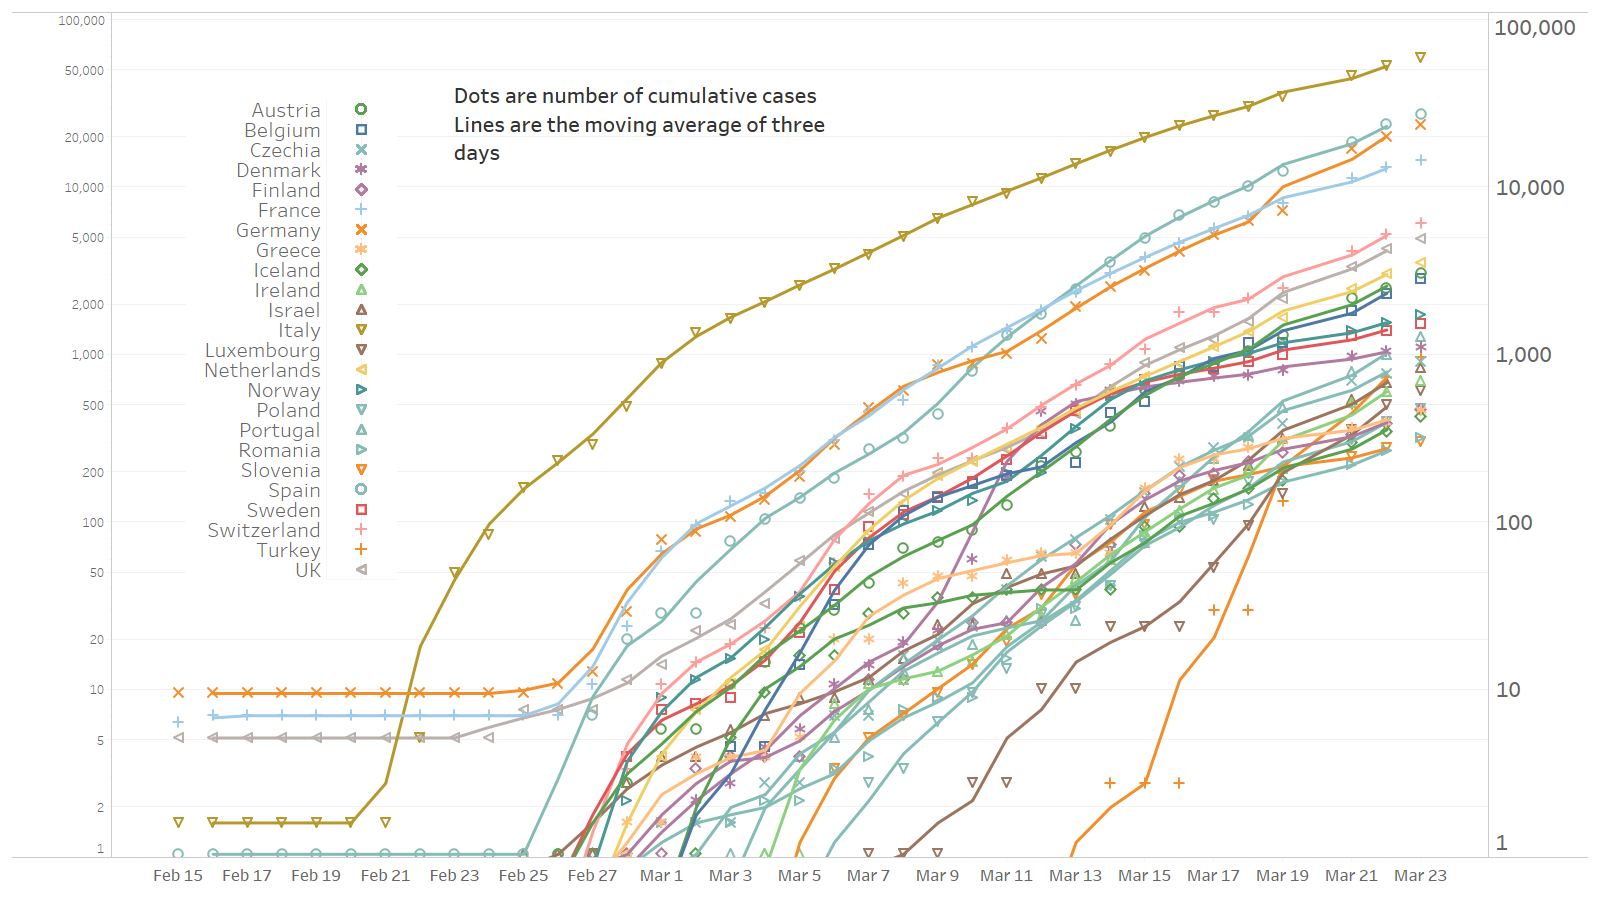 100,000
50,000
20,000
10,000
5,000
2,000
1,000
500
200
100
50
20
10
5
2
1
Dots are number of cumulative cases
Lines are the moving average of three
days
Austria
Belgium
Czechia
Denmark
Finland
France
Germany
Greece
Iceland
Ireland
Israel
Italy
Luxembourg
Netherlands
Norway
Poland
Portugal
Romania
Slovenia
Spain
Sweden
Switzerland
Turkey
UK
100,000
10,000
1,000
100
10
1
Feb 15 Feb 17 Feb 19 Feb 21 Feb 23 Feb 25 Feb 27 Mar 1 Mar 3 Mar 5 Mar 7 Mar 9 Mar 11 Mar 13 Mar 15 Mar 17 Mar 19 Mar 21 Mar 23